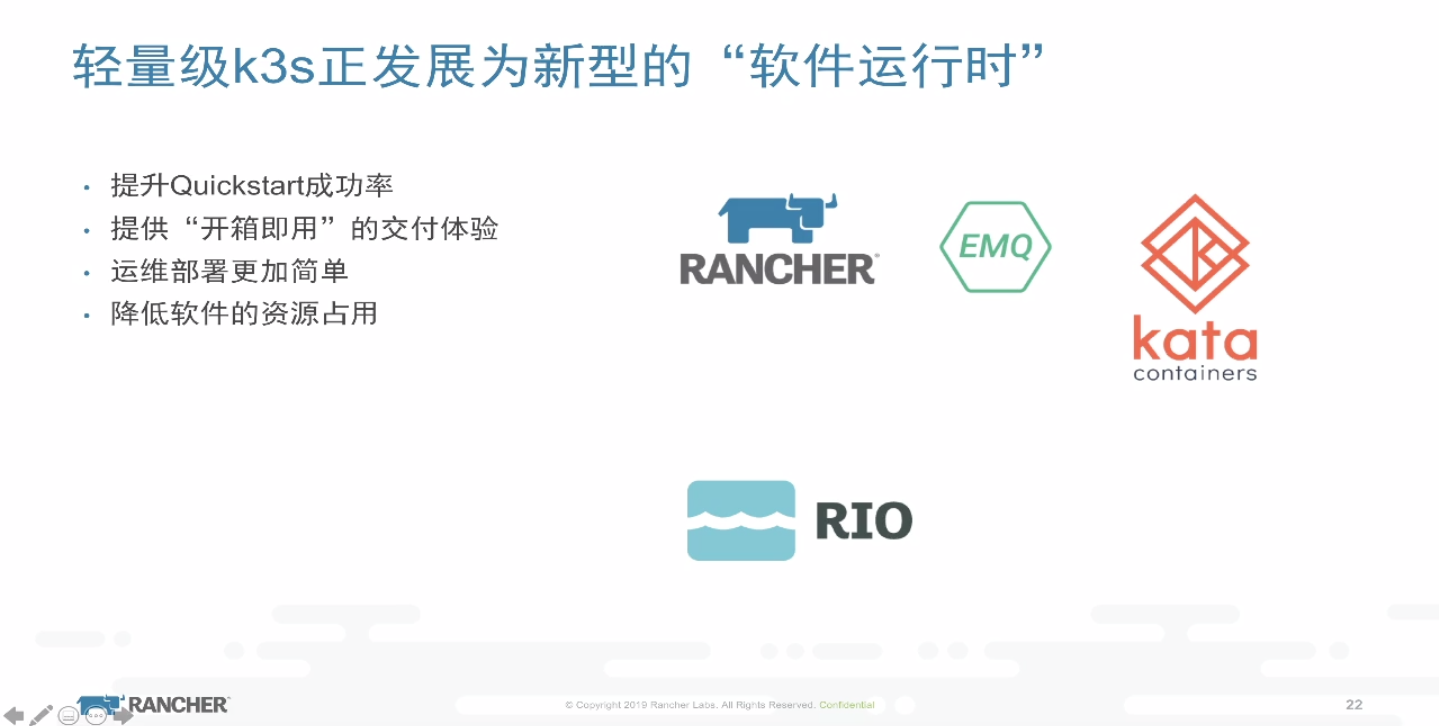 轻量级k3s正发展为新型的“软件运行时”
• 提升Quickstart成功率
• 提供“开箱即用”的交付体验
• 运维部署更加简单
• 降低软件的资源占用
RANCHER®
EMQ
kata
containers
RIO
RANCHER
© Copyright 2019 Rancher Labs. All Rights Reserved. Confidential
22